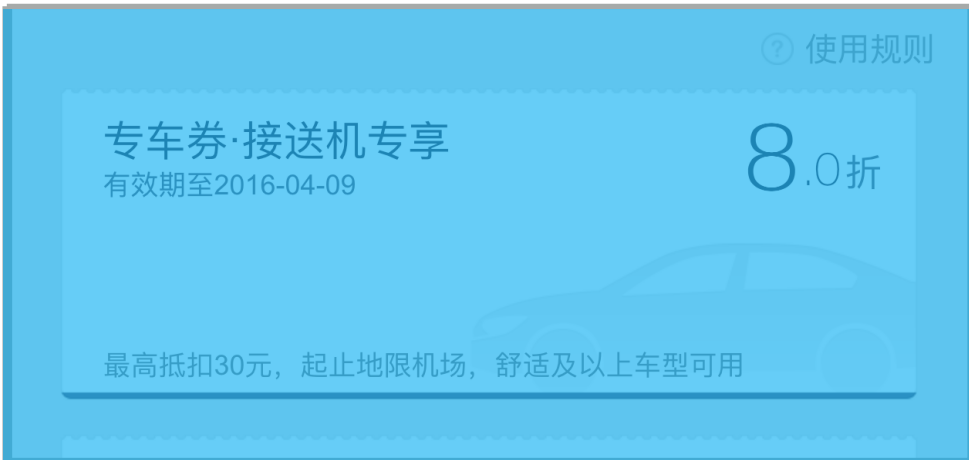 ? 使用规则
专车券·接送机专享
8.0折
有效期至2016-04-09
最高抵扣30元，起止地限机场，舒适及以上车型可用